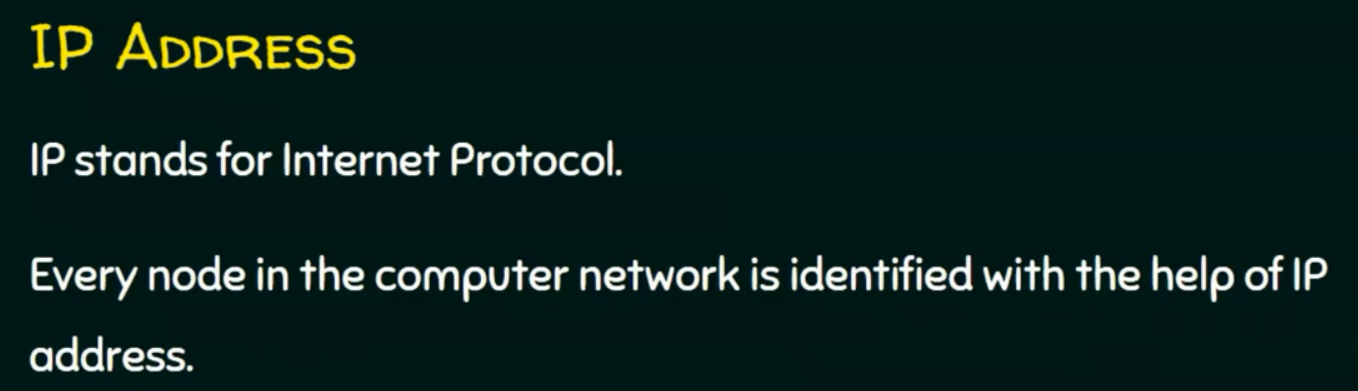 IP ADDRESS
IP stands for Internet Protocol.
Every node in the computer network is identified with the help of IP
address.